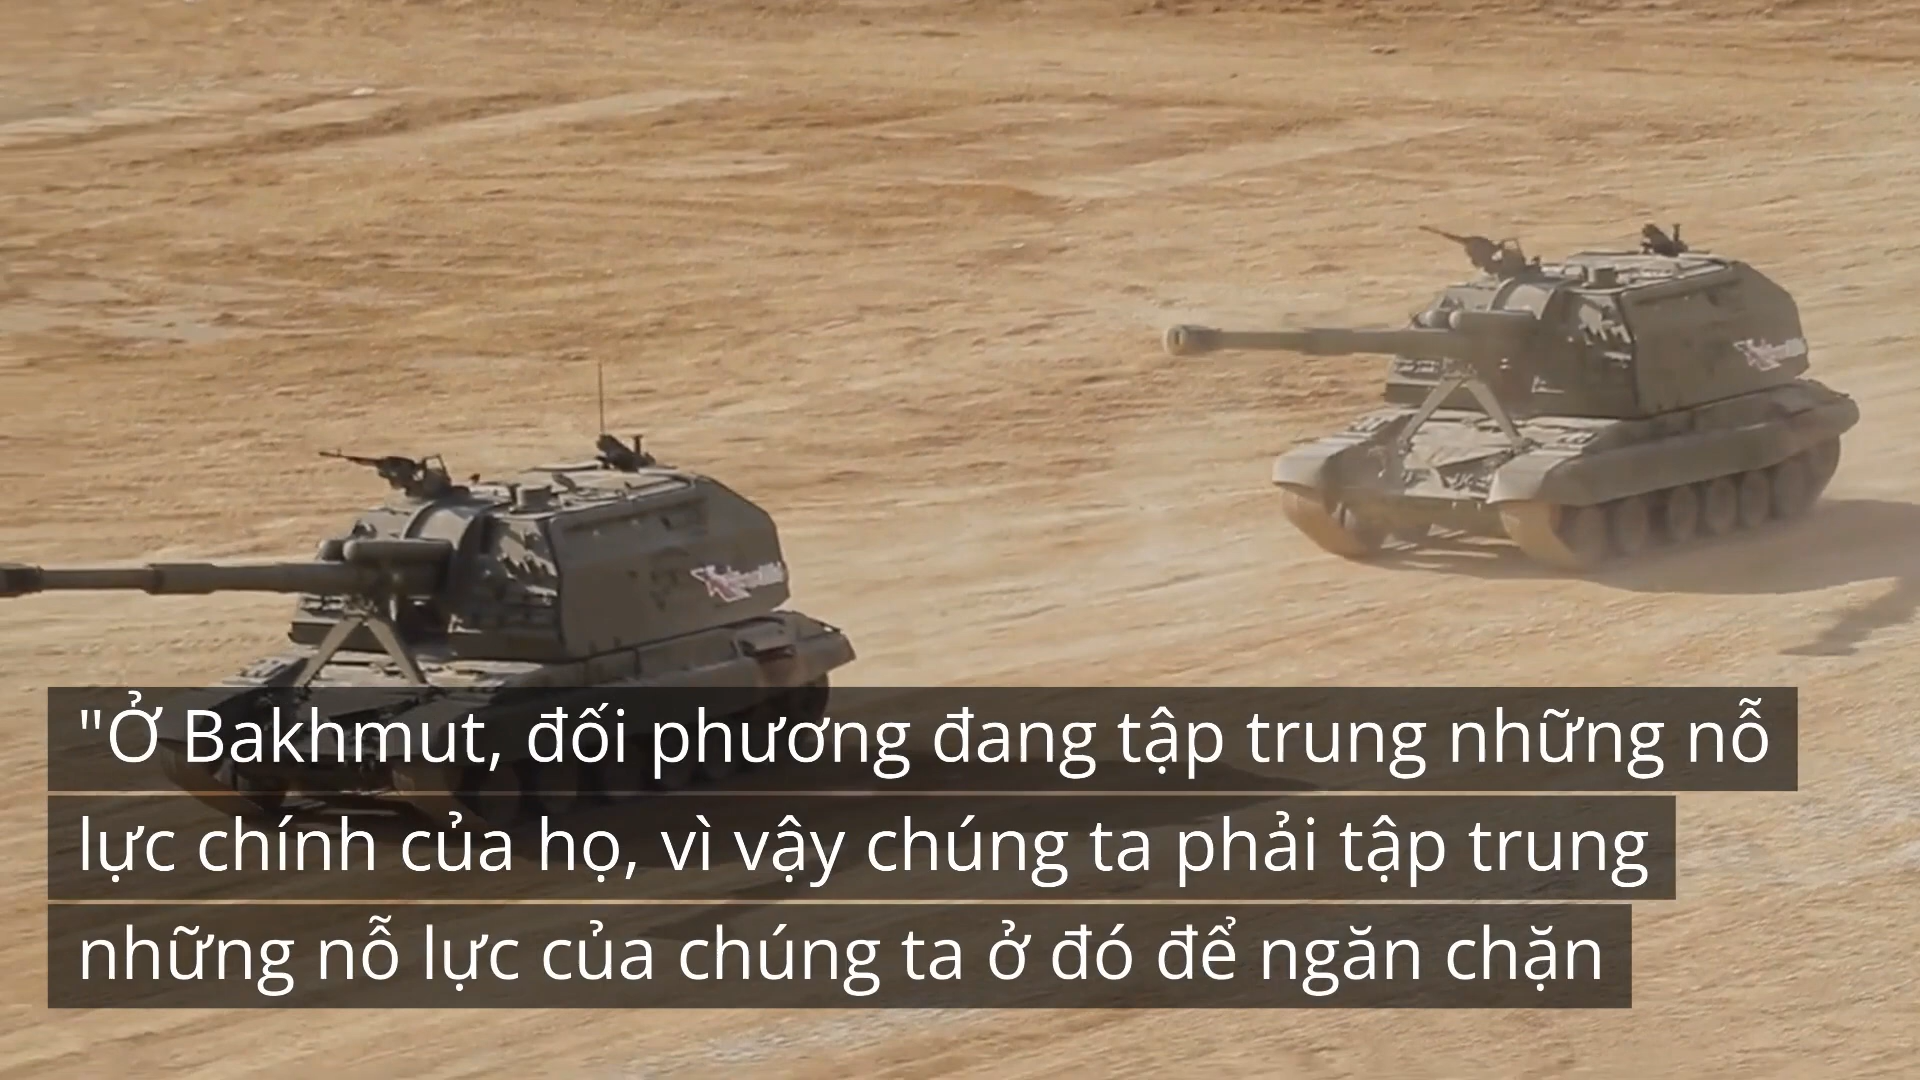 "Ở Bakhmut, đối phương đang tập trung những nỗ
lực chính của họ, vì vậy chúng ta phải tập trung
những nỗ lực của chúng ta ở đó để ngăn chặn